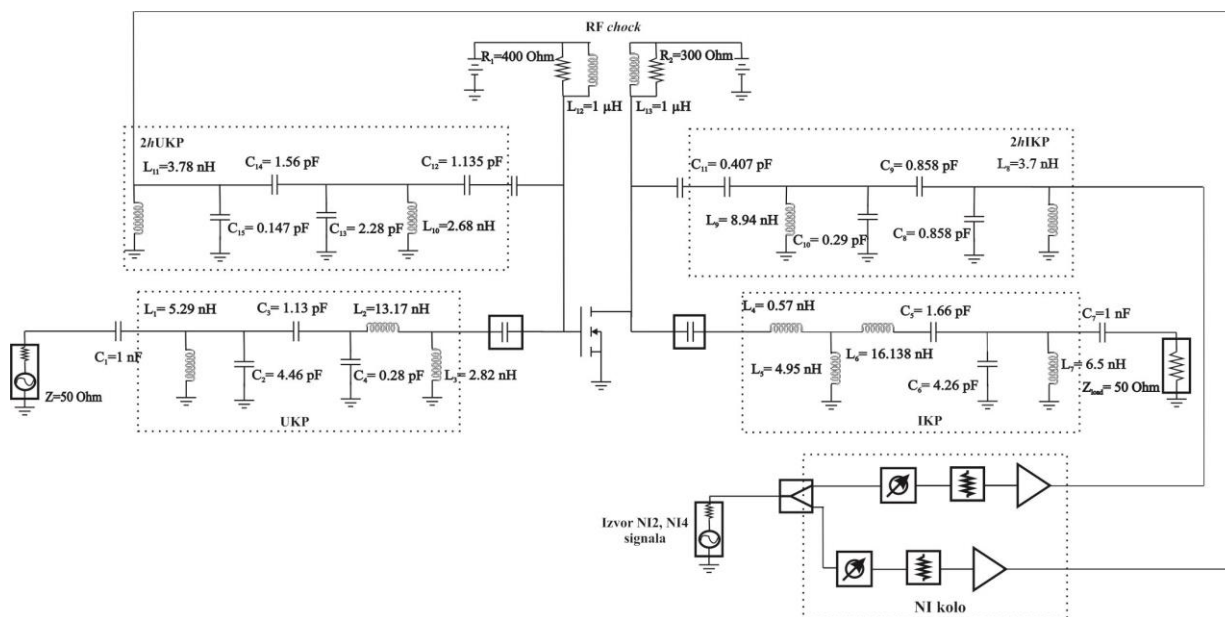 RF chock
R₁=400 Ohm
R₂=300 Ohm
L₁₂=1 µH
L₁₃=1 µH
2hUKP
L₁₁=3.78 nH
C₁₄= 1.56 pF
C₁₂= 1.135 pF
C₁₅= 0.147 pF
C₁₃= 2.28 pF
L₁₀=2.68 nH
2hIKP
C₁₁= 0.407 pF
C₉= 0.858 pF
L₈=3.7 nH
L₉= 8.94 nH
C₁₀= 0.29 pF
C₈= 0.858 pF
L₁= 5.29 nH
C₃= 1.13 pF
L₂=13.17 nH
C₁= 1 nF
C₂= 4.46 pF
C₄= 0.28 pF
L₃= 2.82 nH
Z=50 Ohm
UKP
L₄= 0.57 nH
C₅= 1.66 pF
C₇=1 nF
L₅= 4.95 nH
L₆= 16.138 nH
C₆= 4.26 pF
L₇= 6.5 nH
Zload= 50 Ohm
IKP
Izvor NI2, NI4
signala
NI kolo